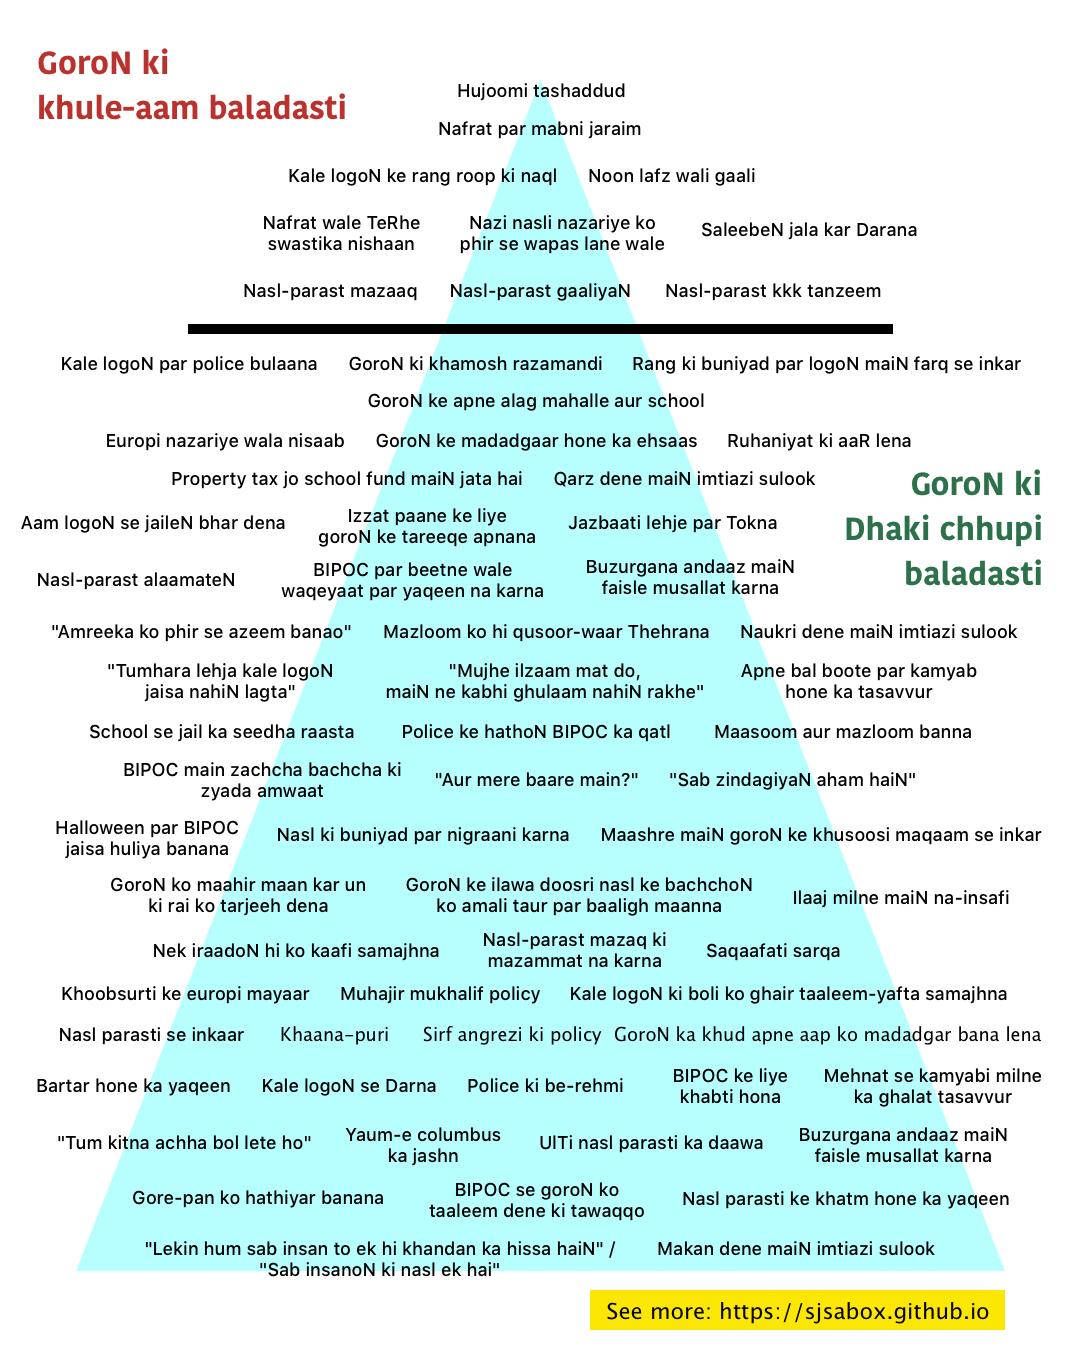 GoroN ki
khule-aam baladasti
Hujoomi tashaddud
Nafrat par mabni jaraim
Kale logoN ke rang roop ki naql
Noon lafz wali gaali
Nafrat wale TeRhe
swastika nishaan
Nazi nasli nazariye ko
phir se wapas lane wale
SaleebeN jala kar Darana
Nasl-parast mazaaq
Nasl-parast gaaliyaN
Nasl-parast kkk tanzeem
Kale logoN par police bulaana
GoroN ki khamosh razamandi
Rang ki buniyad par logoN maiN farq se inkar
GoroN ke apne alag mahalle aur school
Europi nazariye wala nisaab
GoroN ke madadgaar hone ka ehsaas
Ruhaniyat ki aaR lena
Property tax jo school fund maiN jata hai
Qarz dene maiN imtiazi sulook
GoroN ki
Dhaki chhupi
baladasti
Aam logoN se jaileN bhar dena
Izzat paane ke liye
goroN ke tareeqe apnana
Jazbaati lehje par Tokna
Nasl-parast alaamateN
BIPOC par beetne wale
waqeyaat par yaqeen na karna
Buzurgana andaaz maiN
faisle musallat karna
"Amreeka ko phir se azeem banao"
Mazloom ko hi qusoor-waar Thehrana
Naukri dene maiN imtiazi sulook
"Tumhara lehja kale logoN
jaisa nahiN lagta"
"Mujhe ilzaam mat do,
maiN ne kabhi ghulaam nahiN rakhe"
Apne bal boote par kamyab
hone ka tasavvur
School se jail ka seedha raasta
Police ke hathoN BIPOC ka qatl
Maasoom aur mazloom banna
BIPOC main zachcha bachcha ki
zyada amwaat
"Aur mere baare main?"
"Sab zindagiyaN aham haiN"
Halloween par BIPOC
jaisa huliya banana
Nasl ki buniyad par nigraani karna
Maashre maiN goroN ke khusoosi maqaam se inkar
GoroN ko maahir maan kar un
ki rai ko tarjeeh dena
GoroN ke ilawa doosri nasl ke bachchoN
ko amali taur par baaligh maanna
Ilaaj milne maiN na-insafi
Nek iraadoN hi ko kaafi samajhna
Nasl-parast mazaq ki
mazammat na karna
Saqaafati sarqa
Khoobsurti ke europi mayaar
Muhajir mukhalif policy
Kale logoN ki boli ko ghair taaleem-yafta samajhna
Nasl parasti se inkaar
Khaana-puri
Sirf angrezi ki policy
GoroN ka khud apne aap ko madadgar bana lena
Bartar hone ka yaqeen
Kale logoN se Darna
Police ki be-rehmi
BIPOC ke liye
khabti hona
Mehnat se kamyabi milne
ka ghalat tasavvur
"Tum kitna achha bol lete ho"
Yaum-e columbus
ka jashn
UlTi nasl parasti ka daawa
Buzurgana andaaz maiN
faisle musallat karna
Gore-pan ko hathiyar banana
BIPOC se goroN ko
taaleem dene ki tawaqqo
Nasl parasti ke khatm hone ka yaqeen
"Lekin hum sab insan to ek hi khandan ka hissa haiN" /
"Sab insanoN ki nasl ek hai"
Makan dene maiN imtiazi sulook
See more: https://sjsabox.github.io